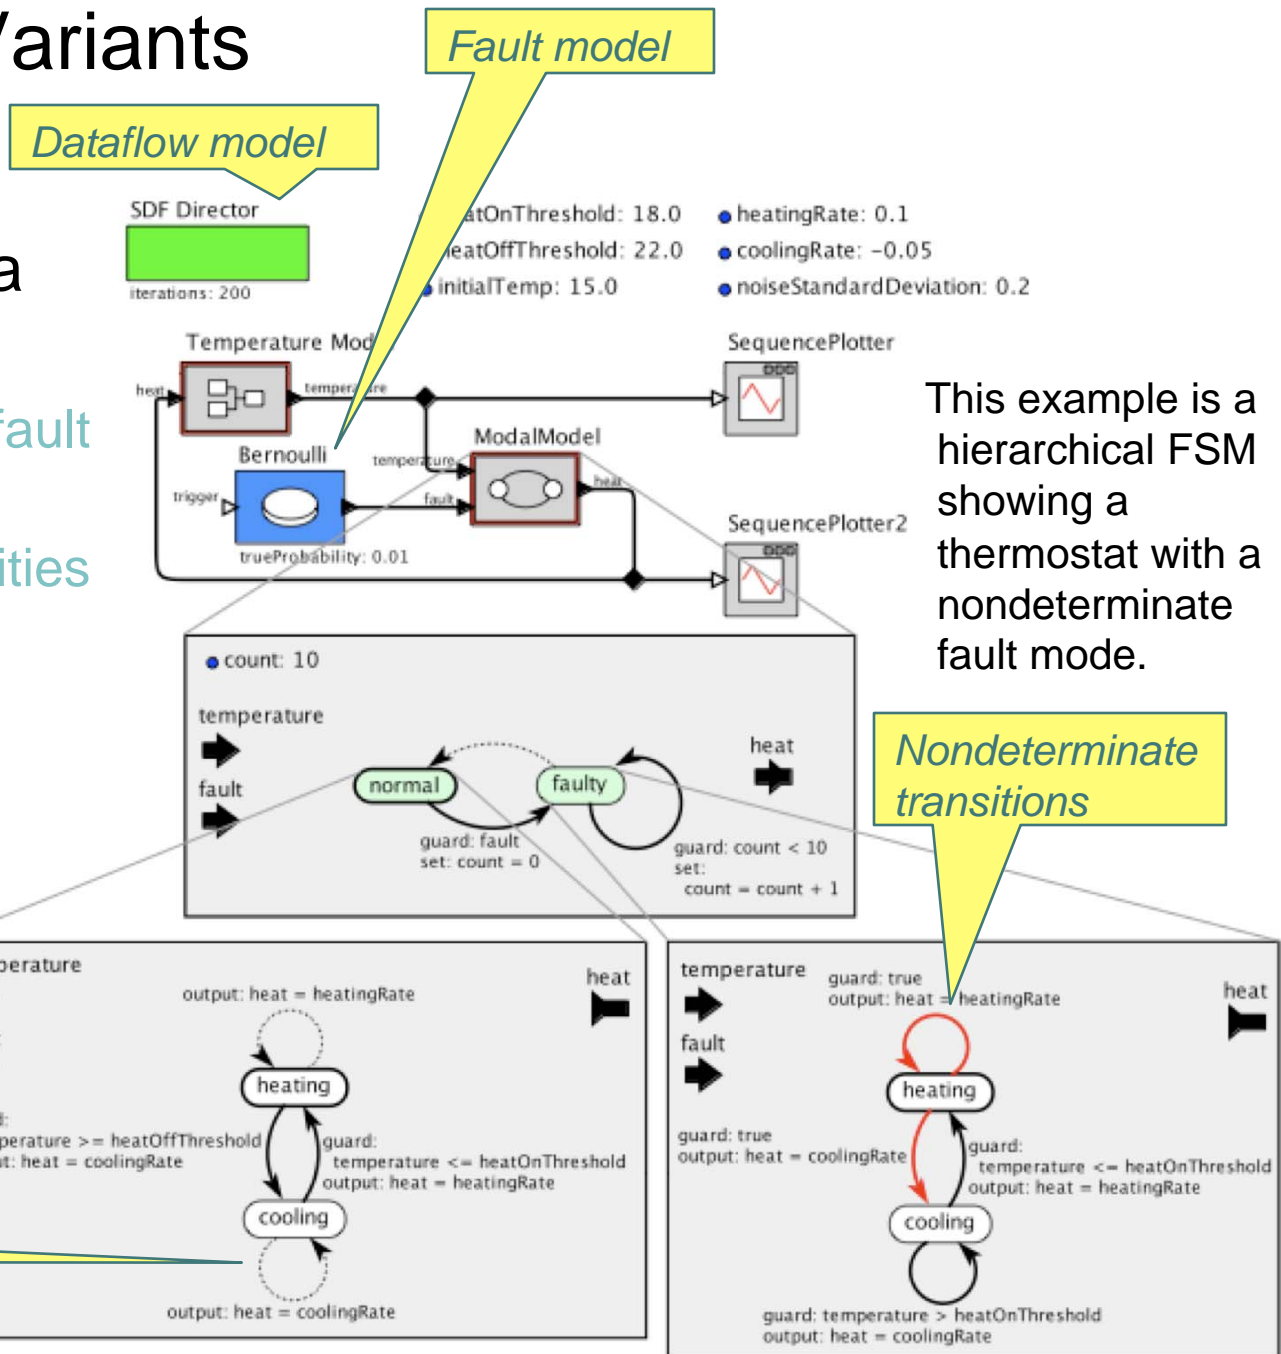 Variants
Fault model
Dataflow model
a
fault
ities
SDF Director
iterations: 200
atOnThreshold: 18.0
heatingRate: 0.1
eatOffThreshold: 22.0
coolingRate: -0.05
initialTemp: 15.0
noiseStandardDeviation: 0.2
Temperature Mod
heat
temperature
SequencePlotter
Bernoulli
trigger
trueProbability: 0.01
ModalModel
temperature
fault
heat
SequencePlotter2
This example is a
hierarchical FSM
showing a
thermostat with a
nondeterminate
fault mode.
count: 10
temperature
fault
normal
faulty
heat
guard: fault
set: count = 0
guard: count < 10
set:
count = count + 1
Nondeterminate
transitions
perature
output: heat = heatingRate
heat
heating
perature >= heatOffThreshold
t: heat = coolingRate
guard:
temperature <= heatOnThreshold
output: heat = heatingRate
cooling
output: heat = coolingRate
temperature
fault
guard: true
output: heat = heatingRate
heat
heating
guard: true
output: heat = coolingRate
guard:
temperature <= heatOnThreshold
output: heat = heatingRate
cooling
guard: temperature > heatOnThreshold
output: heat = coolingRate